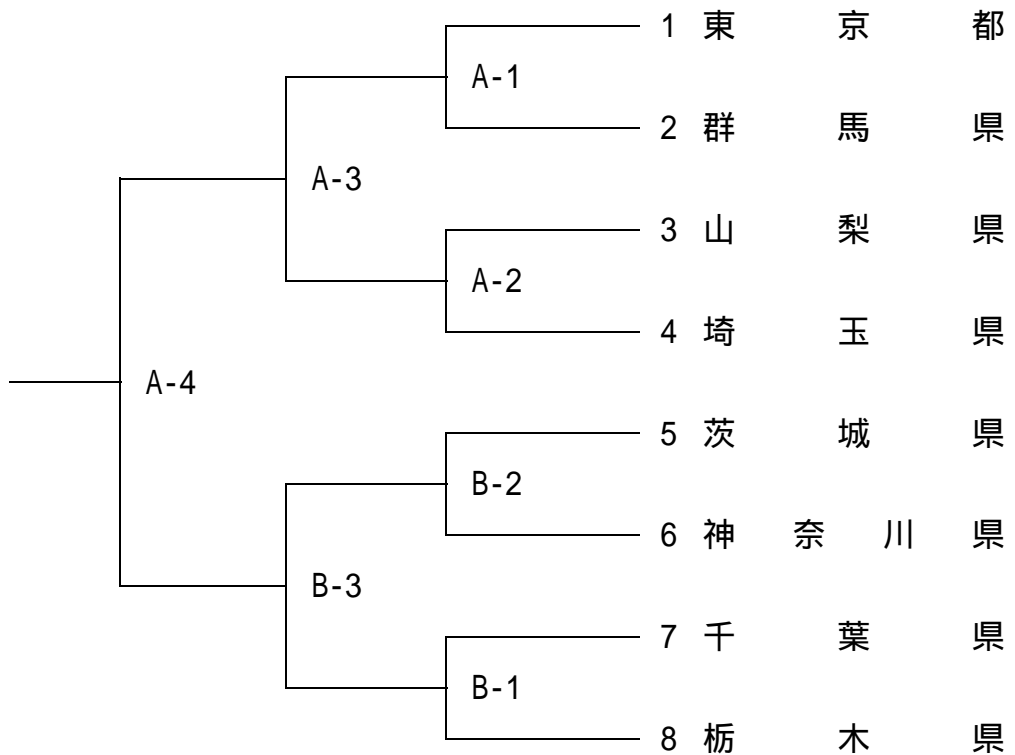 1 東京都
A-1
2 群馬県
A-3
3 山梨県
A-2
4 埼玉県
A-4
5 茨城県
B-2
6 神奈川県
B-3
7 千葉県
B-1
8 栃木県